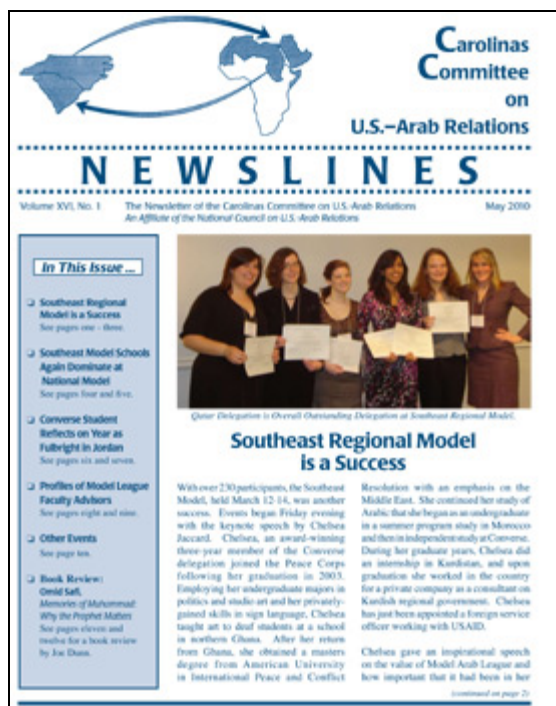 Carolinas
Committee
on
U.S.–Arab Relations
NEWSLINES
Volume XVI, No. 1
The Newsletter of the Carolinas Committee on U.S.-Arab Relations
An Affiliate of the National Council on U.S.-Arab Relations
May 2010
In This Issue ...
Southeast Regional
Model is a Success
See pages one - three.
Southeast Model Schools
Again Dominate at
National Model
See pages four and five.
Converse Student
Reflects on Year as
Fulbright in Jordan
See pages six and seven.
Profiles of Model League
Faculty Advisors
See pages eight and nine.
Other Events
See page ten.
Book Review:
Omid Safi,
Memories of Muhammad:
Why the Prophet Matters
See pages eleven and
twelve for a book review
by Joe Dunn.
Qatar Delegation is Overall Outstanding Delegation at Southeast Regional Model.
Southeast Regional Model
is a Success
With over 230 participants, the Southeast
Model, held March 12-14, was another
success. Events began Friday evening
with the keynote speech by Chelsea
Jaccard. Chelsea, an award-winning
three-year member of the Converse
delegation joined the Peace Corps
following her graduation in 2003.
Employing her undergraduate majors in
politics and studio art and her privately-
gained skills in sign language, Chelsea
taught art to deaf students at a school
in northern Ghana. After her return
from Ghana, she obtained a masters
degree from American University
in International Peace and Conflict
Resolution with an emphasis on the
Middle East. She continued her study of
Arabic that she began as an undergraduate
in a summer program study in Morocco
and then in independent study at Converse.
During her graduate years, Chelsea did
an internship in Kurdistan, and upon
graduation she worked in the country
for a private company as a consultant on
Kurdish regional government. Chelsea
has just been appointed a foreign service
officer working with USAID.
Chelsea gave an inspirational speech
on the value of Model Arab League and
how important that it had been in her
(continued on page 2)